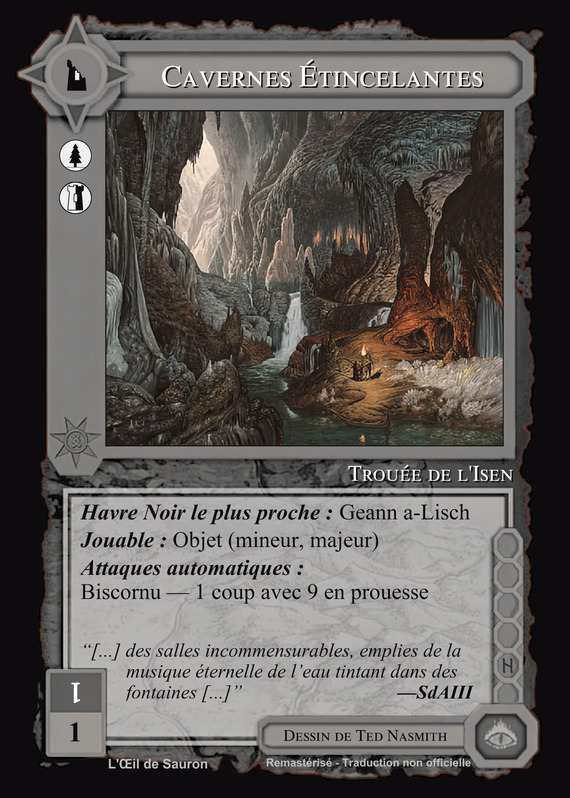 Cavernes Étincelantes
Trouée de l'Isen
Havre Noir le plus proche : Geann a-Lisch
Jouable : Objet (mineur, majeur)
Attaques automatiques :
Biscornu — 1 coup avec 9 en prouesse
“[...] des salles incommensurables, emplies de la
musique éternelle de l’eau tintant dans des
fontaines [...]” —SdAIII
1
1
Dessin de Ted Nasmith
L'Œil de Sauron
Remastérisé - Traduction non officielle